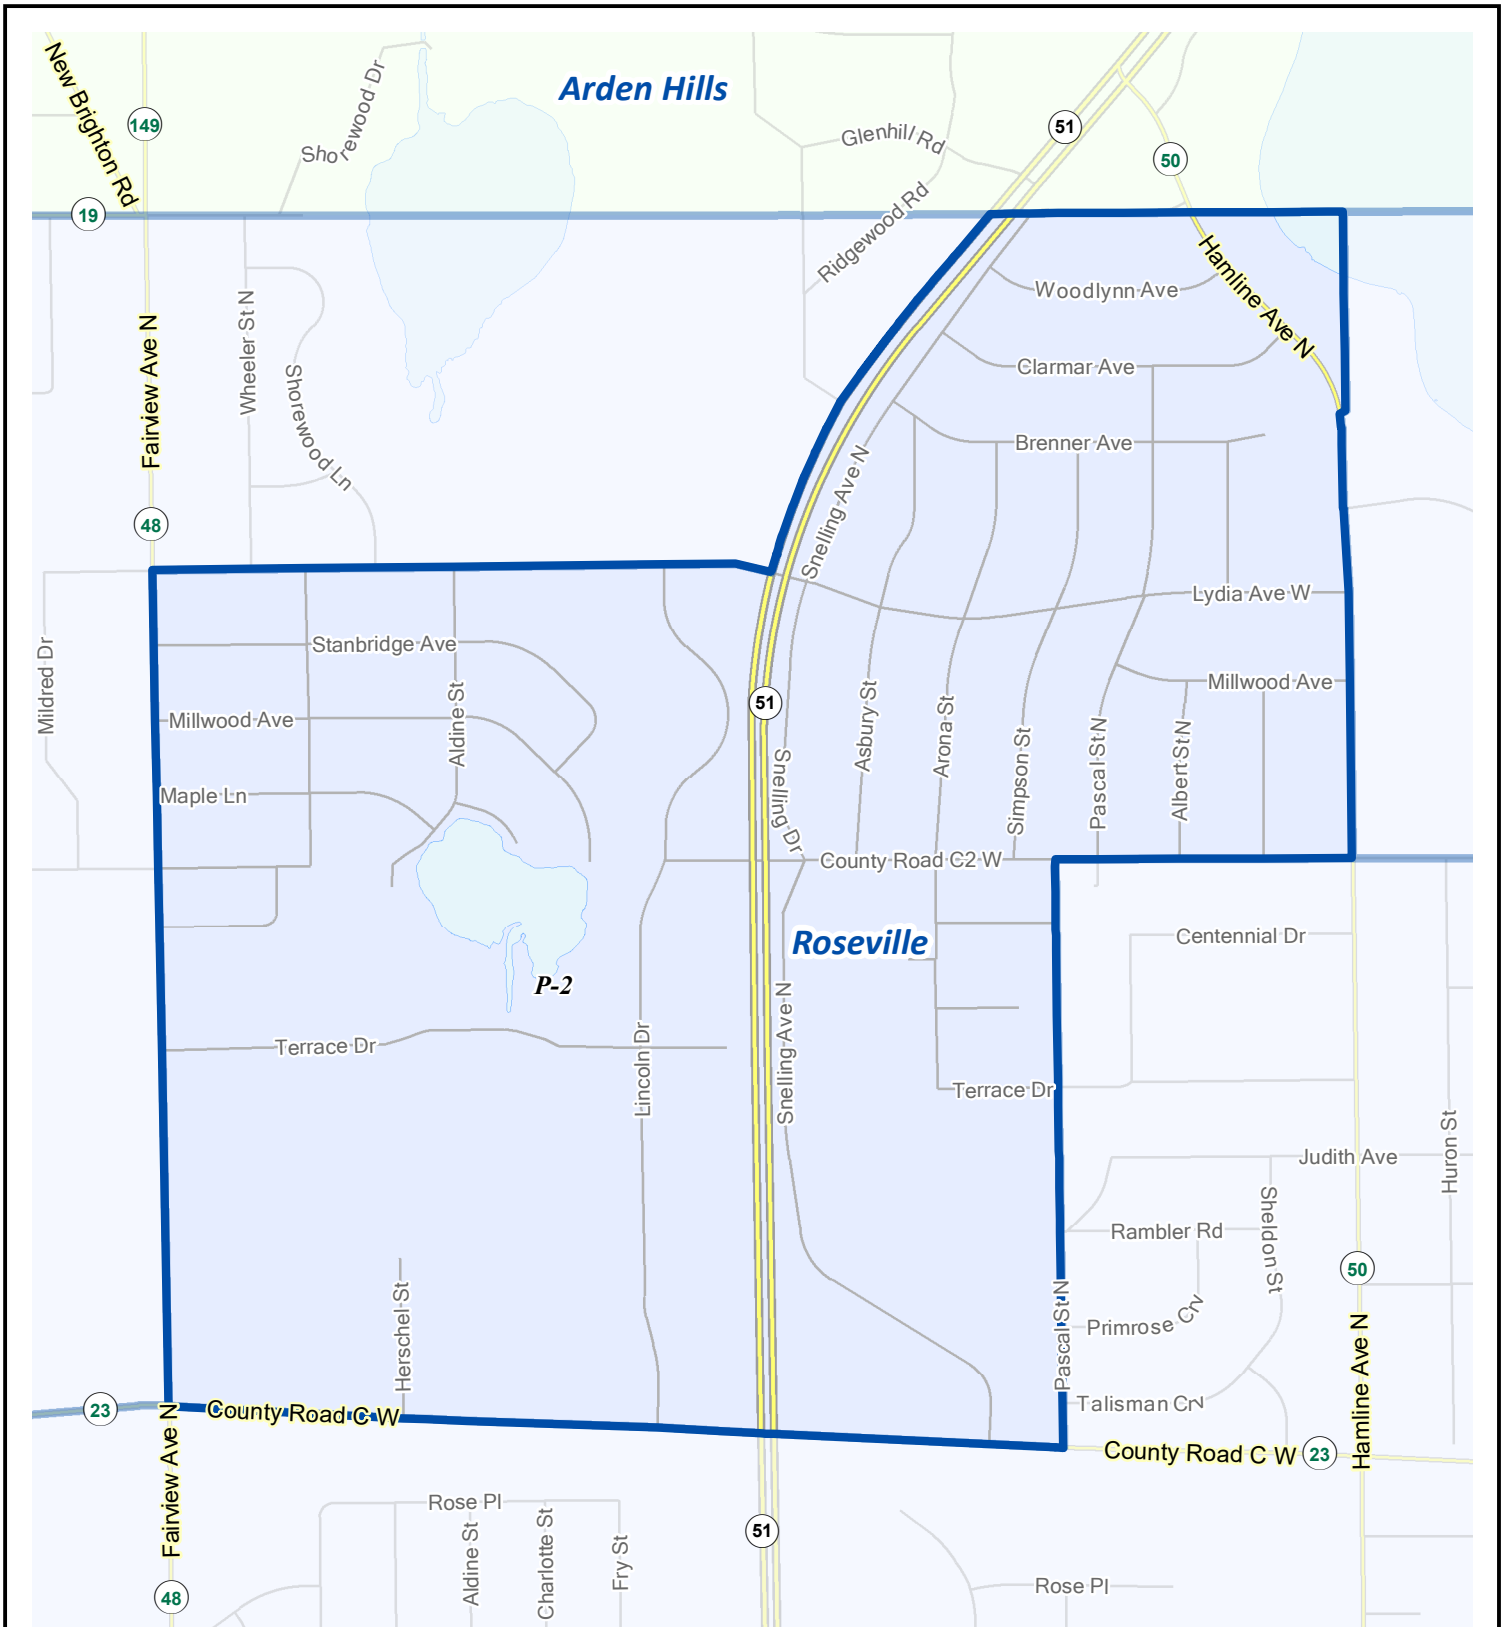 New Brighton Rd
149
Shorewood Dr
Arden Hills
Glenhill Rd
51
50
19
Ridgewood Rd
Hamline Ave N
Woodlynn Ave
Fairview Ave N
Wheeler St N
Shorewood Ln
Clarmar Ave
Brenner Ave
Snelling Ave N
48
Lydia Ave W
Mildred Dr
Stanbridge Ave
Aldine St
Millwood Ave
51
Asbury St
Arona St
Simpson St
Pascal St N
Albert St N
Millwood Ave
Maple Ln
Snelling Dr
County Road C2 W
Roseville
Centennial Dr
P-2
Terrace Dr
Lincoln Dr
Snelling Ave N
Terrace Dr
Huron St
Judith Ave
Rambler Rd
Sheldon St
50
Herschel St
Pascal St N
Primrose Crv
Hamline Ave N
Talisman Crv
23
County Road C W
County Road C W
23
Fairview Ave N
Rose Pl
Aldine St
Charlotte St
Fry St
51
Rose Pl
48